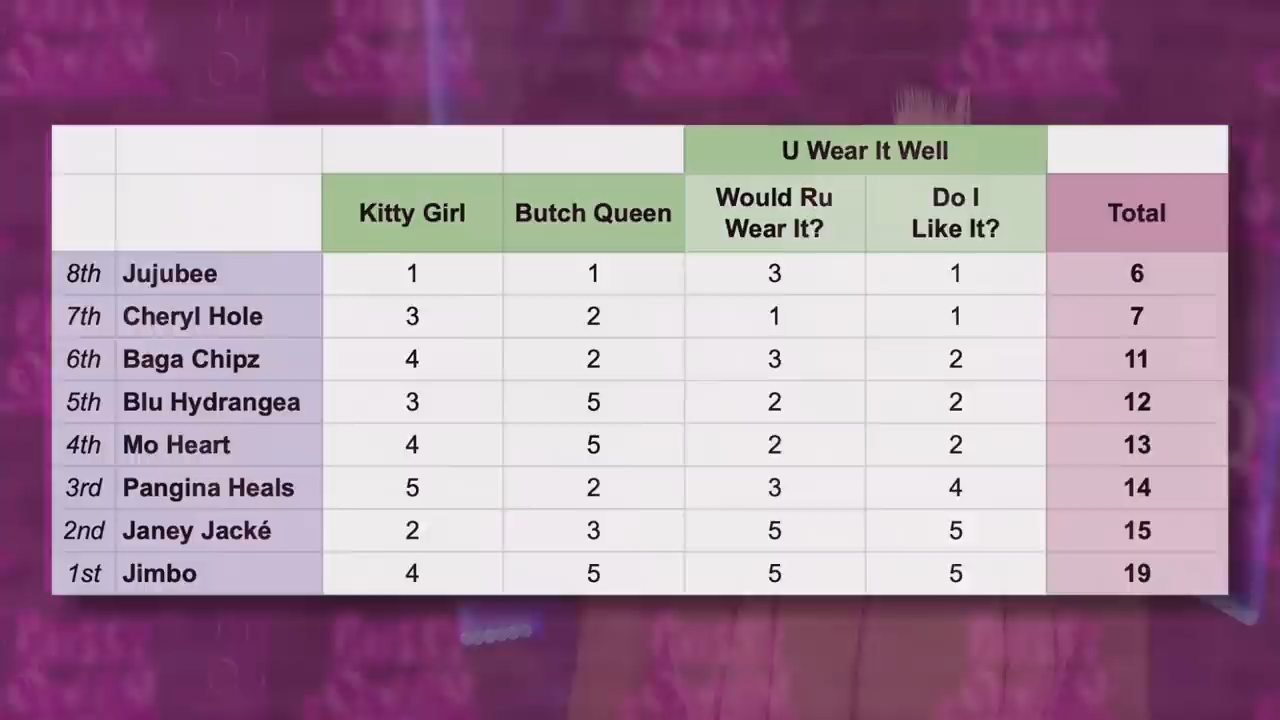 U Wear It Well
Kitty Girl Butch Queen Would Ru Wear It? Do I Like It? Total
8th Jujubee 1 1 3 1 6
7th Cheryl Hole 3 2 1 1 7
6th Baga Chipz 4 2 3 2 11
5th Blu Hydrangea 3 5 2 2 12
4th Mo Heart 4 5 2 2 13
3rd Pangina Heals 5 2 3 4 14
2nd Janey Jacké 2 3 5 5 15
1st Jimbo 4 5 5 5 19